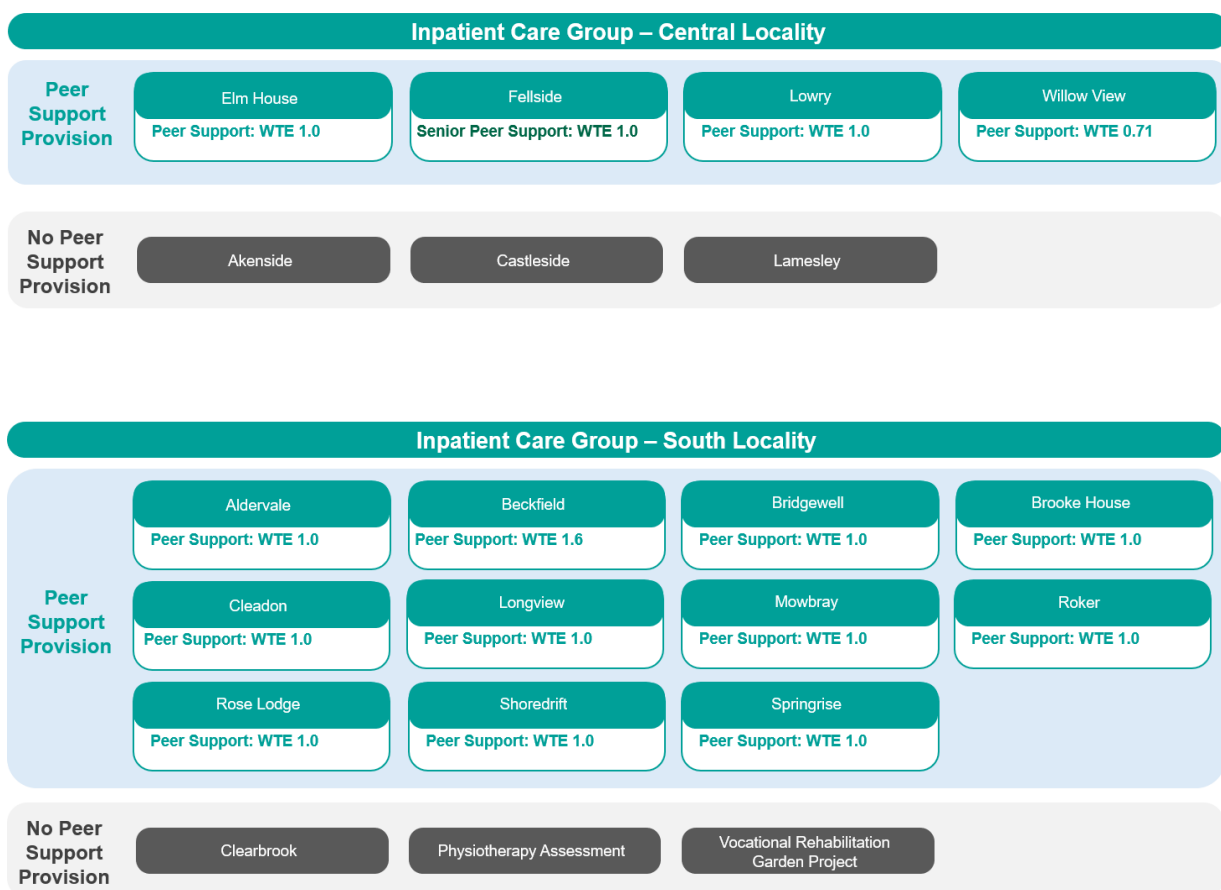 Inpatient Care Group – Central Locality
Peer
Support
Provision
Elm House
Peer Support: WTE 1.0
Fellside
Senior Peer Support: WTE 1.0
Lowry
Peer Support: WTE 1.0
Willow View
Peer Support: WTE 0.71
No Peer
Support
Provision
Akenside
Castleside
Lamesley
Inpatient Care Group – South Locality
Peer
Support
Provision
Aldervale
Peer Support: WTE 1.0
Beckfield
Peer Support: WTE 1.6
Bridgewell
Peer Support: WTE 1.0
Brooke House
Peer Support: WTE 1.0
Cleadon
Peer Support: WTE 1.0
Longview
Peer Support: WTE 1.0
Mowbray
Peer Support: WTE 1.0
Roker
Peer Support: WTE 1.0
Rose Lodge
Peer Support: WTE 1.0
Shoredrift
Peer Support: WTE 1.0
Springrise
Peer Support: WTE 1.0
No Peer
Support
Provision
Clearbrook
Physiotherapy Assessment
Vocational Rehabilitation
Garden Project